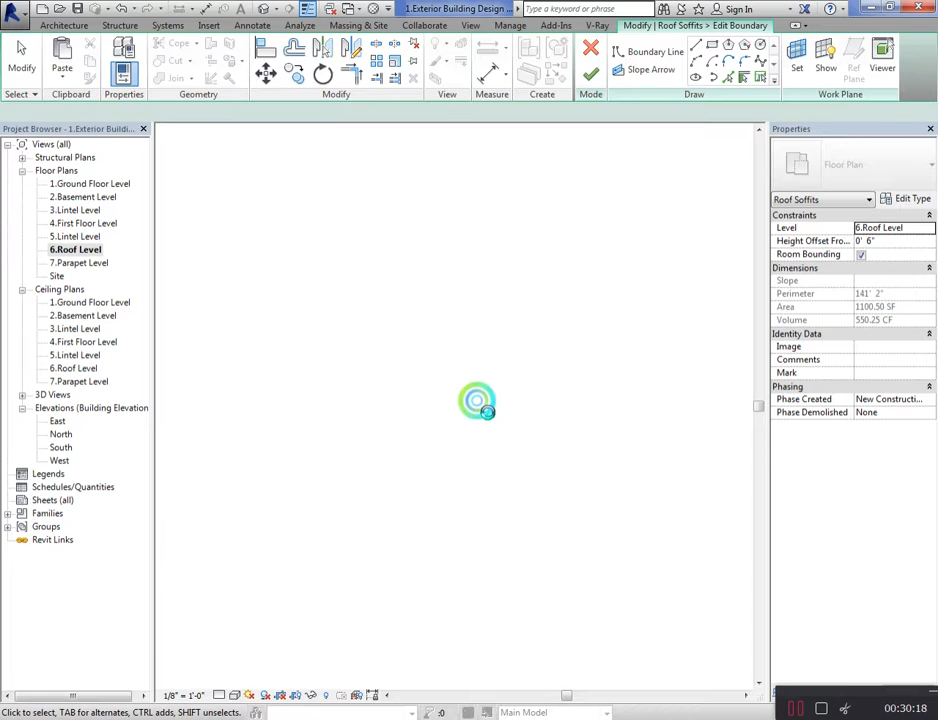 1.Exterior Building Design ...
Type a keyword or phrase
Sign In
Architecture Structure Systems Insert Annotate Analyze Massing & Site Collaborate View Manage Add-Ins V-Ray Modify | Roof Soffits > Edit Boundary
Modify
Paste
Properties
Cope
Cut
Join
Boundary Line
Slope Arrow
Set
Show
Ref Plane
Viewer
Select Clipboard Properties Geometry Modify View Measure Create Mode Draw Work Plane
Project Browser - 1.Exterior Buildi...
Views (all)
Structural Plans
Floor Plans
1.Ground Floor Level
2.Basement Level
3.Lintel Level
4.First Floor Level
5.Lintel Level
6.Roof Level
7.Parapet Level
Site
Ceiling Plans
1.Ground Floor Level
2.Basement Level
3.Lintel Level
4.First Floor Level
5.Lintel Level
6.Roof Level
7.Parapet Level
3D Views
Elevations (Building Elevation
East
North
South
West
Legends
Schedules/Quantities
Sheets (all)
Families
Groups
Revit Links
Properties
Floor Plan
Roof Soffits Edit Type
Constraints
Level 6.Roof Level
Height Offset Fro... 0' 6"
Room Bounding
Dimensions
Slope
Perimeter 141' 2"
Area 1100.50 SF
Volume 550.25 CF
Identity Data
Image
Comments
Mark
Phasing
Phase Created New Constructi...
Phase Demolished None
1/8" = 1'-0"
Click to select, TAB for alternates, CTRL adds, SHIFT unselects.
:0
Main Model
00:30:18